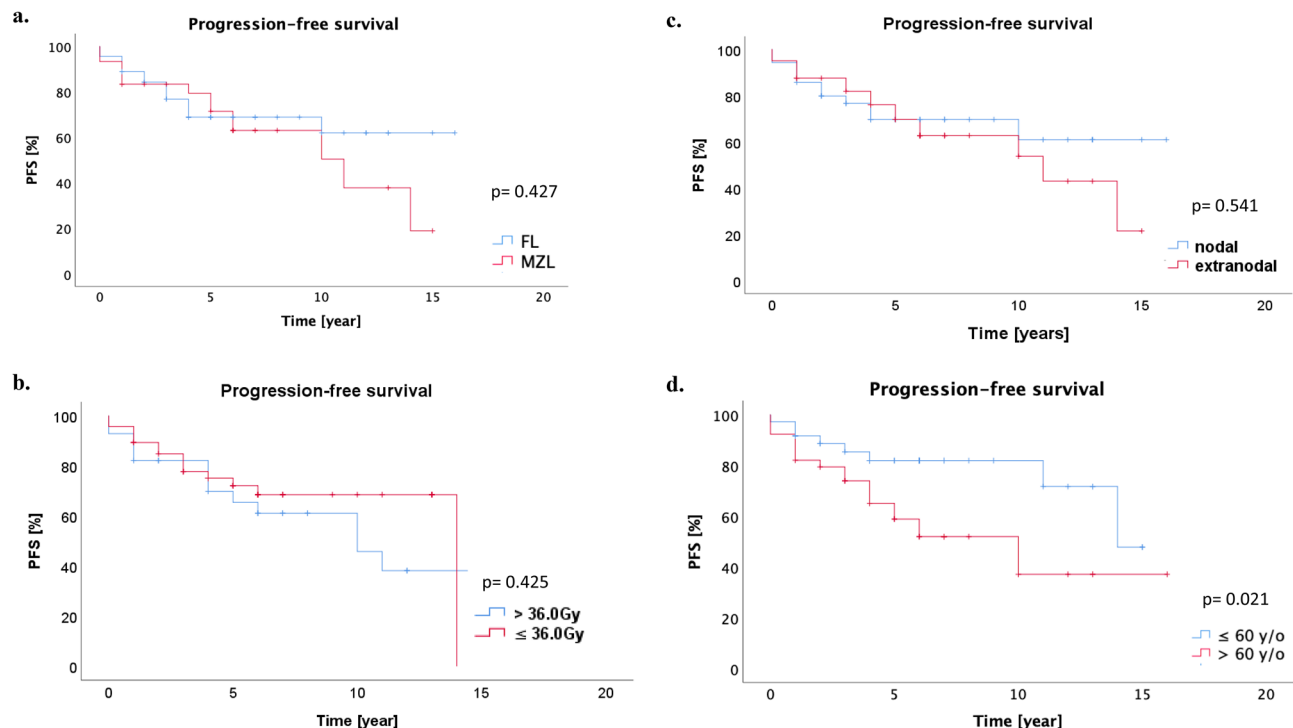 a.
Progression-free survival
100
80
60
40
20
0
PFS [%]
p= 0.427
FL
MZL
0 5 10 15 20
Time [year]
c.
Progression-free survival
100
80
60
40
20
0
PFS [%]
p= 0.541
nodal
extranodal
0 5 10 15 20
Time [years]
b.
Progression-free survival
100
80
60
40
20
0
PFS [%]
p= 0.425
> 36.0Gy
≤ 36.0Gy
0 5 10 15 20
Time [year]
d.
Progression-free survival
100
80
60
40
20
0
PFS [%]
p= 0.021
≤ 60 y/o
> 60 y/o
0 5 10 15 20
Time [year]